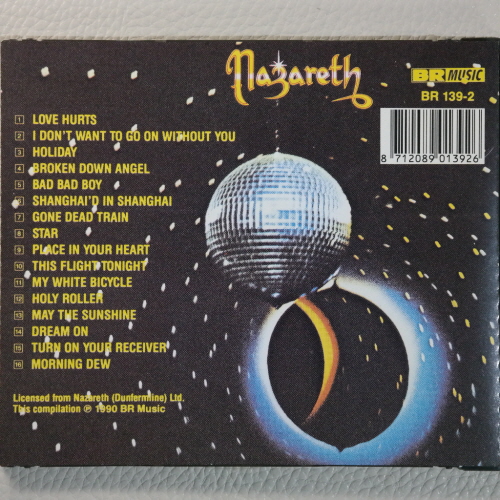 Nazareth
BR MUSIC
BR 139-2
8 712089 013926
1 LOVE HURTS
2 I DON'T WANT TO GO ON WITHOUT YOU
3 HOLIDAY
4 BROKEN DOWN ANGEL
5 BAD BAD BOY
6 SHANGHAI'D IN SHANGHAI
7 GONE DEAD TRAIN
8 STAR
9 PLACE IN YOUR HEART
10 THIS FLIGHT TONIGHT
11 MY WHITE BICYCLE
12 HOLY ROLLER
13 MAY THE SUNSHINE
14 DREAM ON
15 TURN ON YOUR RECEIVER
16 MORNING DEW
Licensed from Nazareth (Dunfermline) Ltd.
This compilation ℗ 1990 BR Music